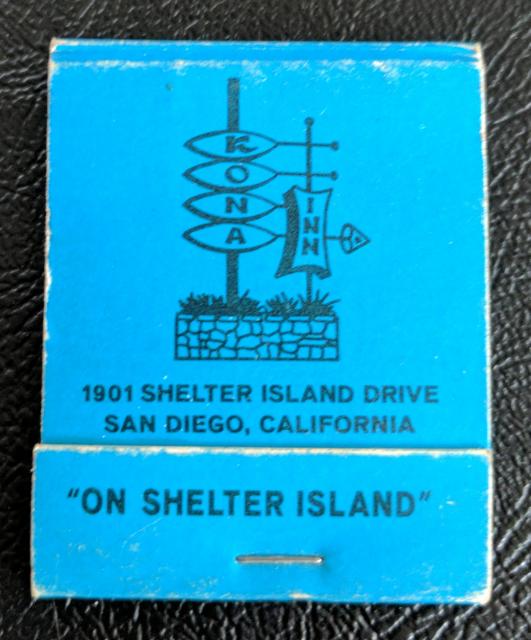 KONA
INN
1901 SHELTER ISLAND DRIVE
SAN DIEGO, CALIFORNIA
"ON SHELTER ISLAND"